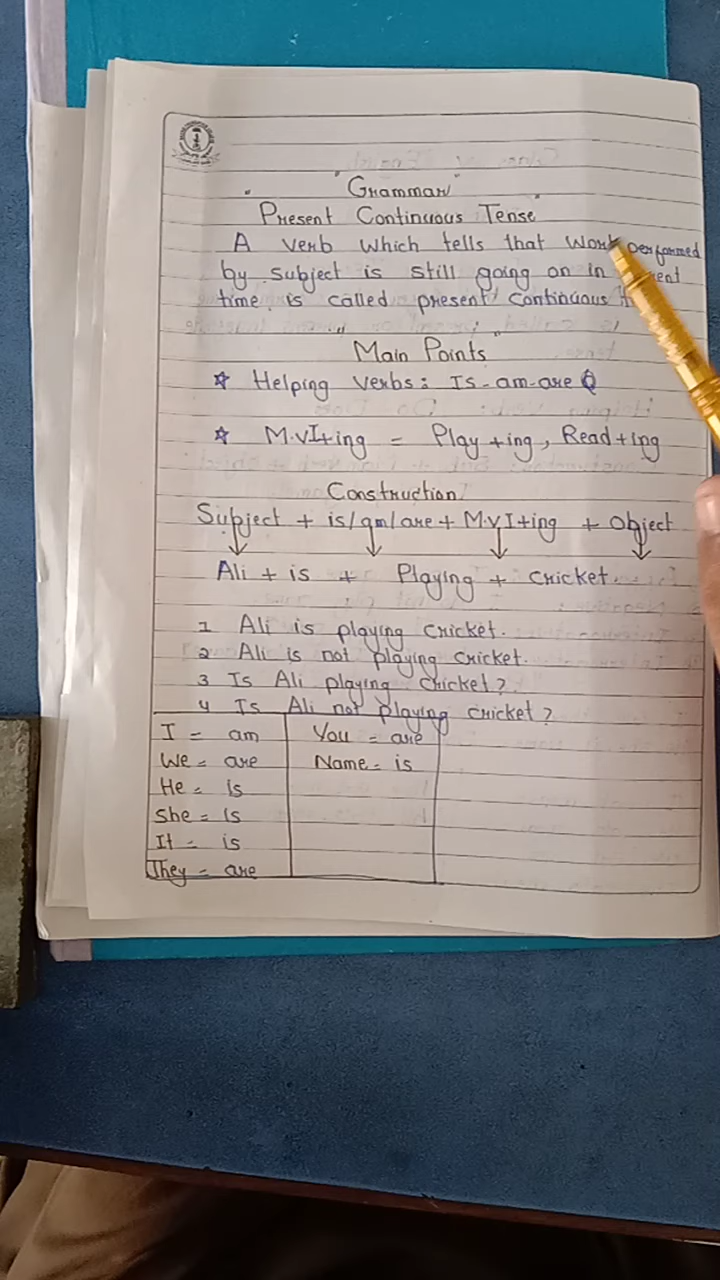 "Grammar"
"Present Continuous Tense"
A verb which tells that work performed
by subject is still going on in
time is called present continuous
"Main Points"
☆ Helping verbs: Is-am-are
☆ M.vI+ing = Play +ing, Read+ing
Construction
Subject + is/am/are + M.v I+ing + Object
Ali + is + Playing + cricket.
1 Ali is playing cricket.
2 Ali is not playing cricket.
3 Is Ali playing cricket?
4 Is Ali not playing cricket?
I = am You = are
We = are Name = is
He = is
She = is
It = is
They = are